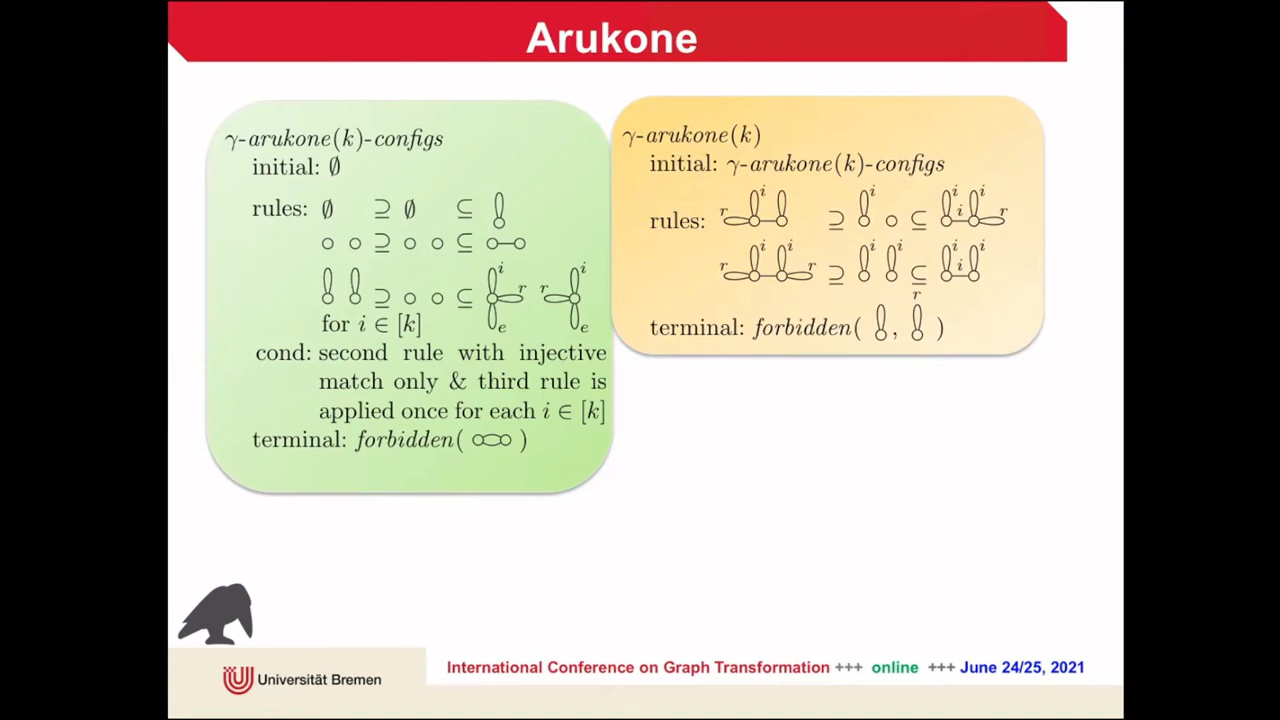 Arukone
γ-arukone(k)-configs
initial: ∅
rules: ∅ ⊇ ∅ ⊆
⊇ ⊆
i i
⊇ ⊆ r r
e e
for i ∈ [k]
cond: second rule with injective
match only & third rule is
applied once for each i ∈ [k]
terminal: forbidden( )
γ-arukone(k)
initial: γ-arukone(k)-configs
i i i i
rules: r ⊇ ⊆ i r
i i i i
r r ⊇ ⊆ i
r
terminal: forbidden( , )
Universität Bremen
International Conference on Graph Transformation +++ online +++ June 24/25, 2021